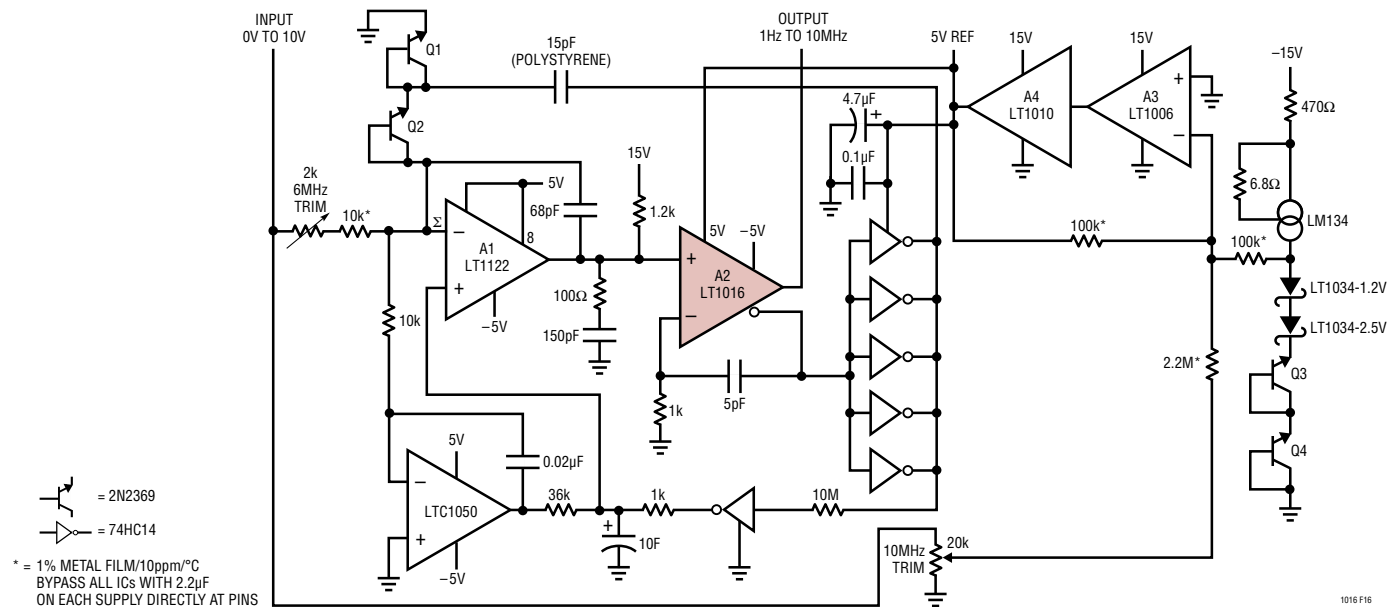 INPUT
0V TO 10V
OUTPUT
1Hz TO 10MHz
5V REF
15V
15V
–15V
Q1
15pF
(POLYSTYRENE)
A4
LT1010
A3
LT1006
+
–
470Ω
4.7µF
+
Q2
0.1µF
6.8Ω
LM134
15V
2k
6MHz
TRIM
10k*
Σ
–
5V
8
68pF
1.2k
5V
–5V
A1
LT1122
+
+
A2
LT1016
–
100k*
100k*
LT1034-1.2V
LT1034-2.5V
100Ω
–5V
10k
150pF
2.2M*
Q3
5pF
1k
5V
0.02µF
Q4
–
LTC1050
+
36k
1k
10M
= 2N2369
= 74HC14
+
10F
–5V
10MHz
TRIM
20k
* = 1% METAL FILM/10ppm/°C
BYPASS ALL ICs WITH 2.2µF
ON EACH SUPPLY DIRECTLY AT PINS
1016 F16